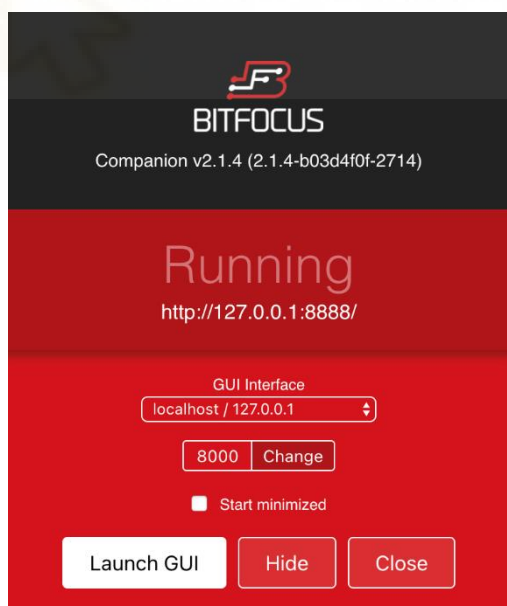 BITFOCUS
Companion v2.1.4 (2.1.4-b03d4f0f-2714)
Running
http://127.0.0.1:8888/
GUI Interface
localhost / 127.0.0.1
8000 Change
Start minimized
Launch GUI Hide Close